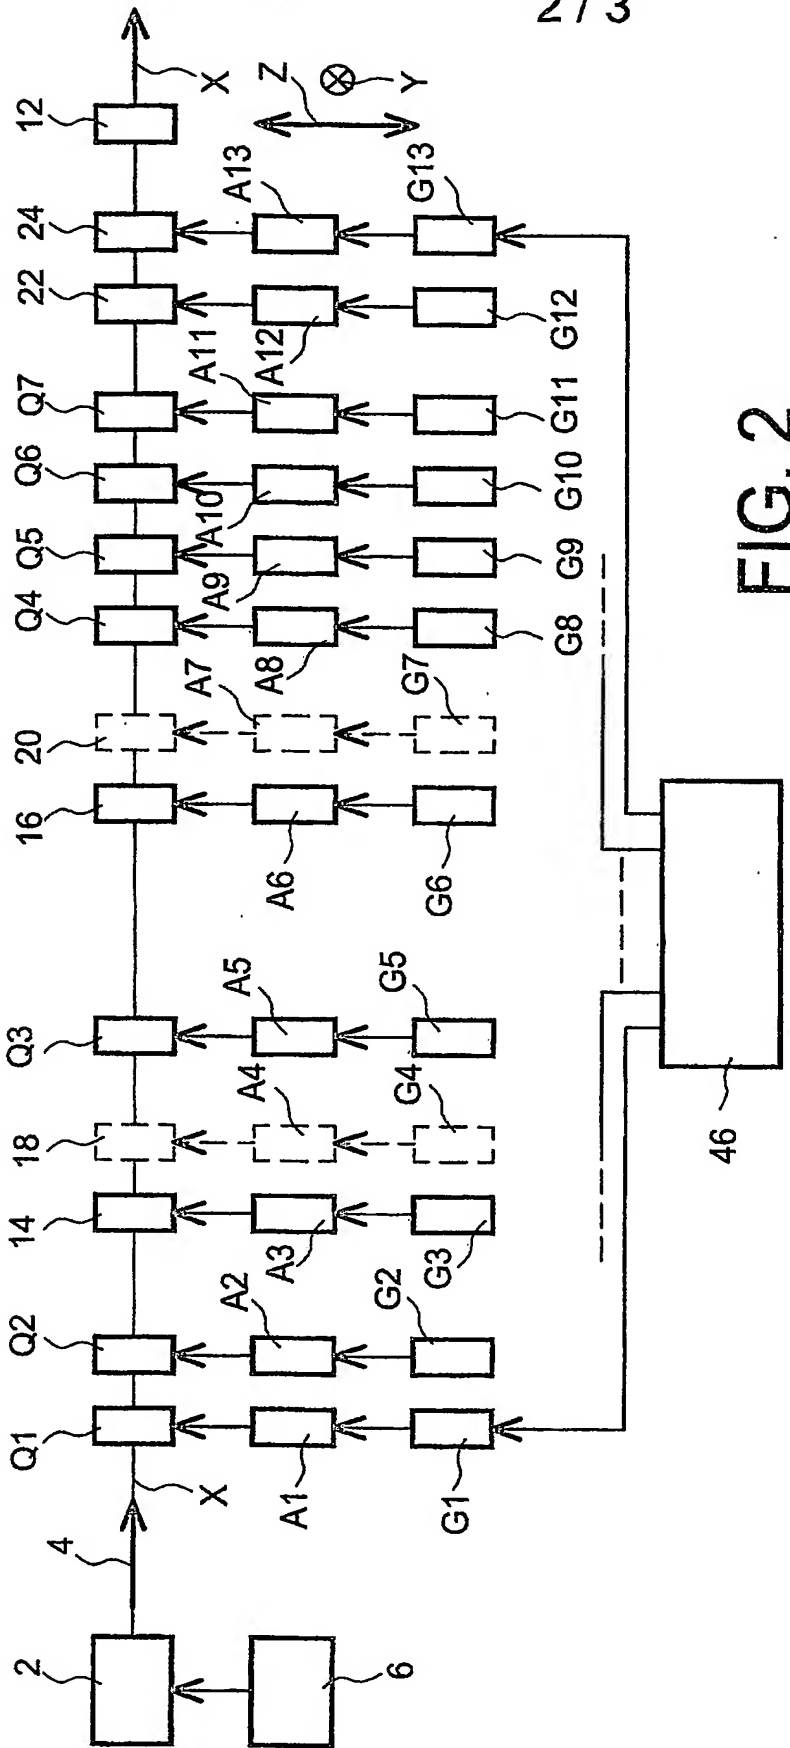 2/3
2 4 X Q1 Q2 14 18 Q3 16 20 Q4 Q5 Q6 Q7 22 24 12 X
Z
Y
A1 A2 A3 A4 A5 A6 A7 A8 A9 A10 A11 A12 A13
6 G1 G2 G3 G4 G5 G6 G7 G8 G9 G10 G11 G12 G13
46
FIG. 2